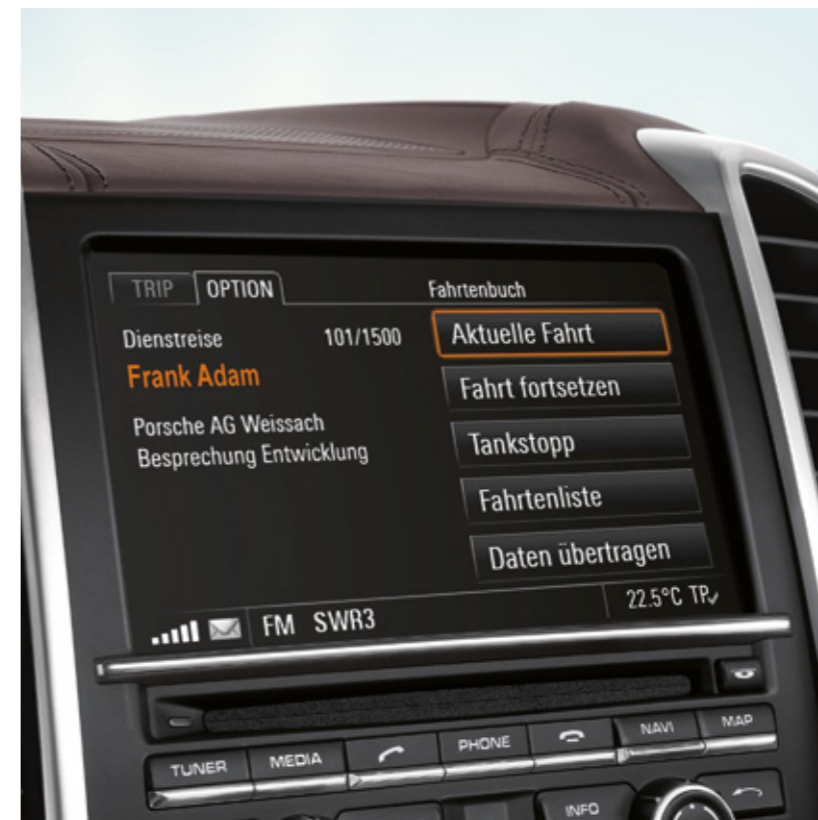 TRIP OPTION Fahrtenbuch
Dienstreise 101/1500
Frank Adam
Porsche AG Weissach
Besprechung Entwicklung
Aktuelle Fahrt
Fahrt fortsetzen
Tankstopp
Fahrtenliste
Daten übertragen
FM SWR3 22.5°C TP
TUNER MEDIA PHONE NAVI MAP
INFO